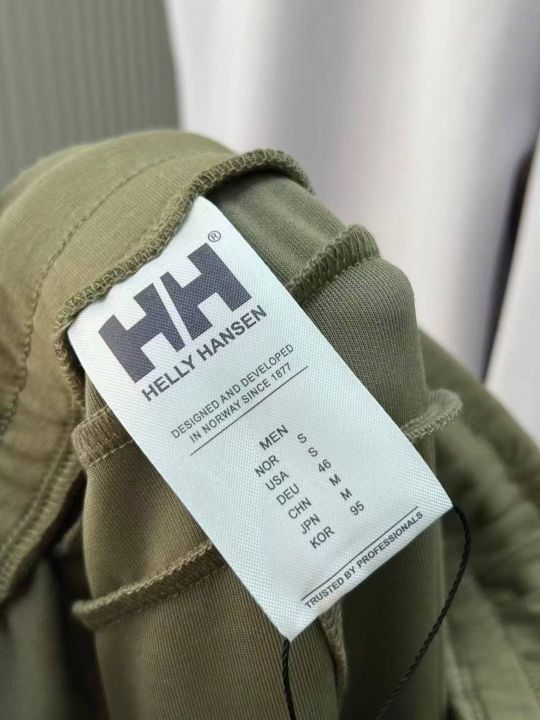 HH®
HELLY HANSEN
DESIGNED AND DEVELOPED
IN NORWAY SINCE 1877
MEN
NOR S
USA S
DEU 46
CHN M
JPN M
KOR 95
TRUSTED BY PROFESSIONALS